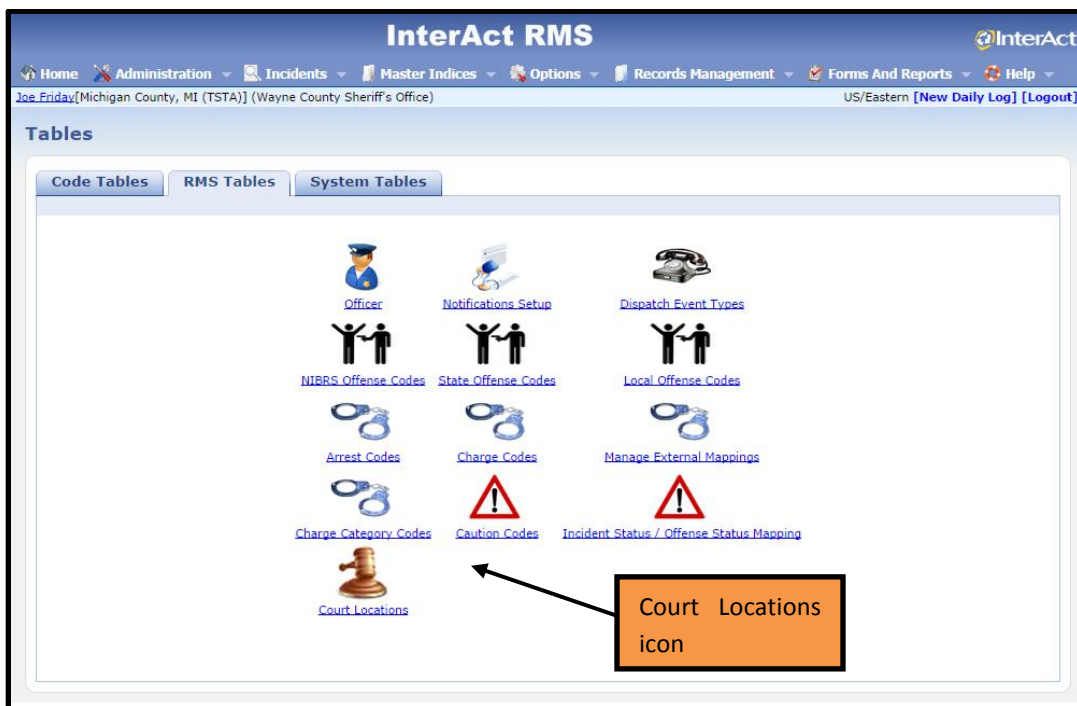 InterAct RMS
InterAct
Home Administration Incidents Master Indices Options Records Management Forms And Reports Help
Joe Friday[Michigan County, MI (TSTA)] (Wayne County Sheriff's Office) US/Eastern [New Daily Log] [Logout]
Tables
Code Tables RMS Tables System Tables
Officer Notifications Setup Dispatch Event Types
NIBRS Offense Codes State Offense Codes Local Offense Codes
Arrest Codes Charge Codes Manage External Mappings
Charge Category Codes Caution Codes Incident Status / Offense Status Mapping
Court Locations
Court Locations
icon